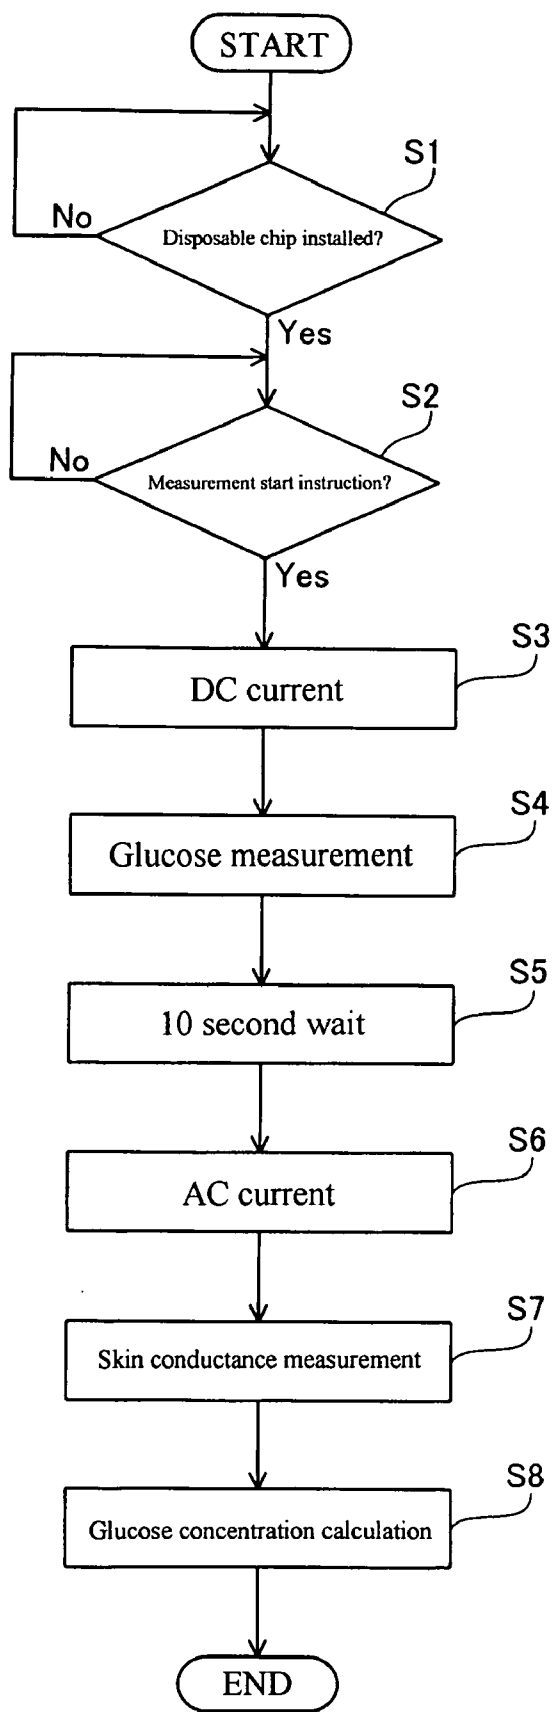 START
S1
No
Disposable chip installed?
Yes
S2
No
Measurement start instruction?
Yes
S3
DC current
S4
Glucose measurement
S5
10 second wait
S6
AC current
S7
Skin conductance measurement
S8
Glucose concentration calculation
END